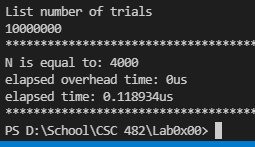 List number of trials
10000000
************************************
N is equal to: 4000
elapsed overhead time: 0us
elapsed time: 0.118934us
************************************
PS D:\School\CSC 482\Lab0x00>